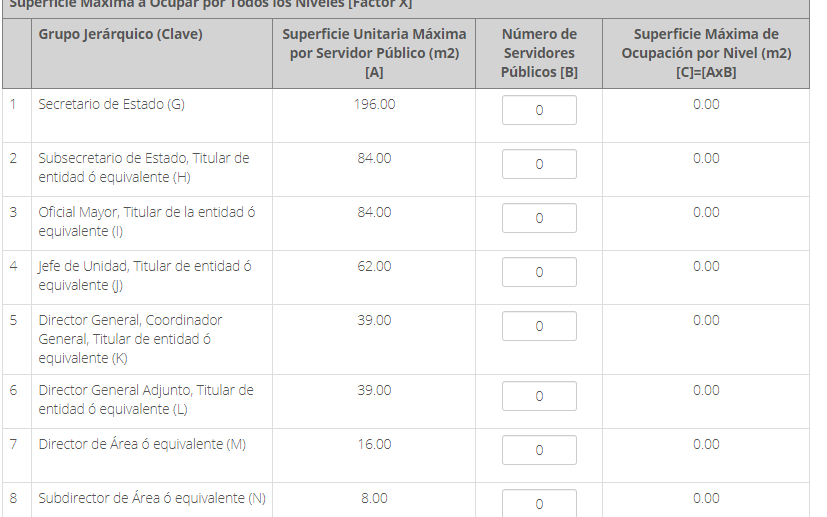 Superficie Máxima a Ocupar por Todos los Niveles [Factor X]
Grupo Jerárquico (Clave)
Superficie Unitaria Máxima
por Servidor Público (m2)
[A]
Número de
Servidores
Públicos [B]
Superficie Máxima de
Ocupación por Nivel (m2)
[C]=[AxB]
1 Secretario de Estado (G) 196.00 0 0.00
2 Subsecretario de Estado, Titular de 84.00 0 0.00
entidad ó equivalente (H)
3 Oficial Mayor, Titular de la entidad ó 84.00 0 0.00
equivalente (I)
4 Jefe de Unidad, Titular de entidad ó 62.00 0 0.00
equivalente (J)
5 Director General, Coordinador 39.00 0 0.00
General, Titular de entidad ó
equivalente (K)
6 Director General Adjunto, Titular de 39.00 0 0.00
entidad ó equivalente (L)
7 Director de Área ó equivalente (M) 16.00 0 0.00
8 Subdirector de Área ó equivalente (N) 8.00 0 0.00